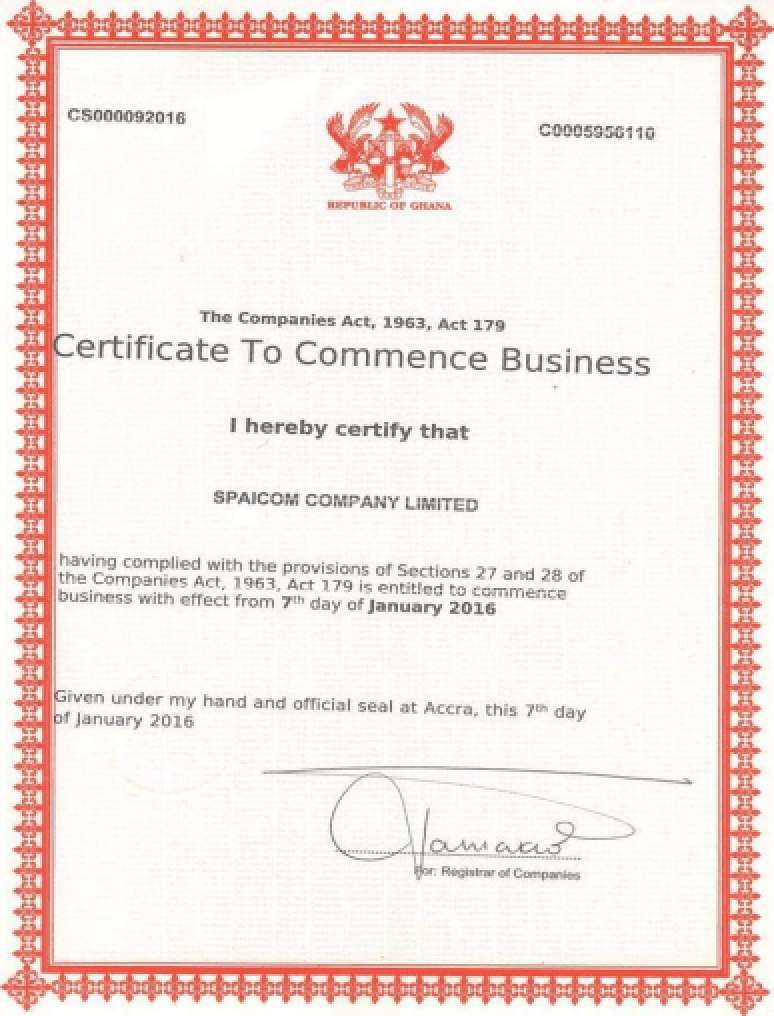 CS000092016
C0005956110
REPUBLIC OF GHANA
The Companies Act, 1963, Act 179
Certificate To Commence Business
I hereby certify that
SPAICOM COMPANY LIMITED
having complied with the provisions of Sections 27 and 28 of
the Companies Act, 1963, Act 179 is entitled to commence
business with effect from 7th day of January 2016
Given under my hand and official seal at Accra, this 7th day
of January 2016
For: Registrar of Companies